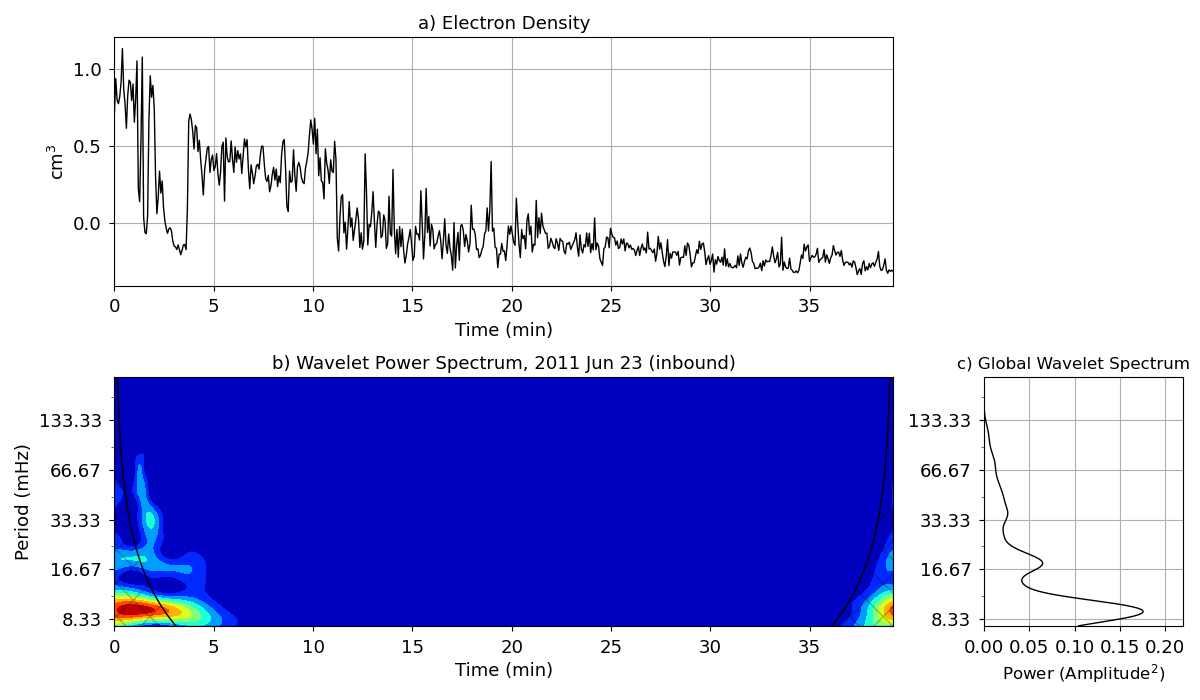 a) Electron Density
1.0
0.5
0.0
cm³
0 5 10 15 20 25 30 35
Time (min)
b) Wavelet Power Spectrum, 2011 Jun 23 (inbound)
133.33
66.67
33.33
16.67
8.33
Period (mHz)
0 5 10 15 20 25 30 35
Time (min)
c) Global Wavelet Spectrum
133.33
66.67
33.33
16.67
8.33
0.00 0.05 0.10 0.15 0.20
Power (Amplitude²)